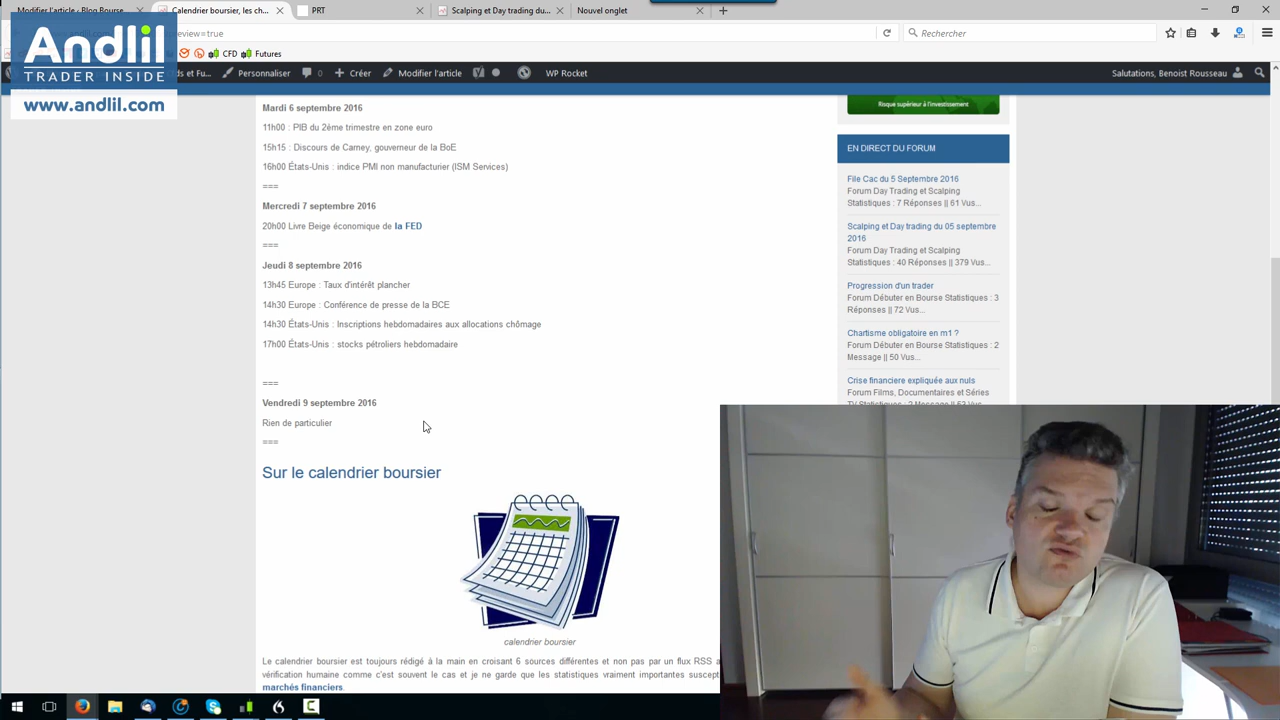 Modifier l'article ‹ Blog Bourse
Calendrier boursier, les ch...
PRT
Scalping et Day trading du...
Nouvel onglet
Andlil
TRADER INSIDE
www.andlil.com
review=true
Rechercher
CFD
Futures
Personnaliser
0
Créer
Modifier l'article
WP Rocket
Salutations, Benoist Rousseau
Mardi 6 septembre 2016
11h00 : PIB du 2ème trimestre en zone euro
15h15 : Discours de Carney, gouverneur de la BoE
16h00 États-Unis : indice PMI non manufacturier (ISM Services)
===
Mercredi 7 septembre 2016
20h00 Livre Beige économique de la FED
===
Jeudi 8 septembre 2016
13h45 Europe : Taux d'intérêt plancher
14h30 Europe : Conférence de presse de la BCE
14h30 États-Unis : Inscriptions hebdomadaires aux allocations chômage
17h00 États-Unis : stocks pétroliers hebdomadaire
===
Vendredi 9 septembre 2016
Rien de particulier
===
Sur le calendrier boursier
calendrier boursier
Le calendrier boursier est toujours rédigé à la main en croisant 6 sources différentes et non pas par un flux RSS
vérification humaine comme c'est souvent le cas et je ne garde que les statistiques vraiment importantes
marchés financiers.
Risque supérieur à l'investissement
EN DIRECT DU FORUM
File Cac du 5 Septembre 2016
Forum Day Trading et Scalping
Statistiques : 7 Réponses || 61 Vus...
Scalping et Day trading du 05 septembre
2016
Forum Day Trading et Scalping
Statistiques : 40 Réponses || 379 Vus...
Progression d'un trader
Forum Débuter en Bourse Statistiques : 3
Réponses || 72 Vus...
Chartisme obligatoire en m1 ?
Forum Débuter en Bourse Statistiques : 2
Message || 50 Vus...
Crise financiere expliquée aux nuls
Forum Films, Documentaires et Séries